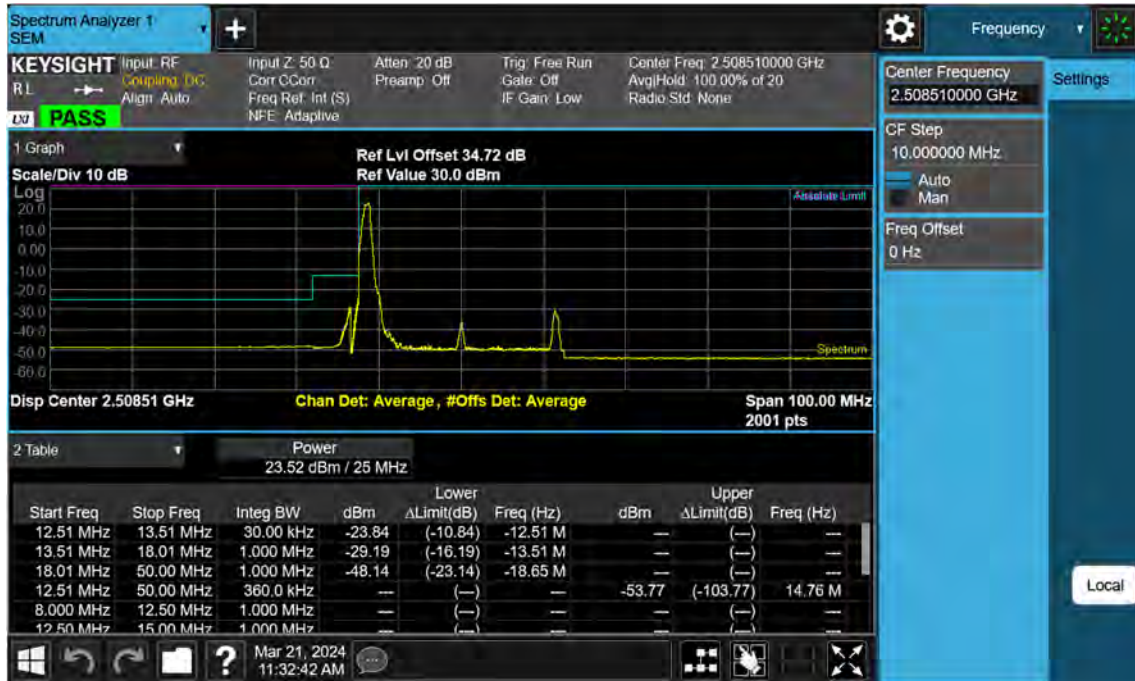 Spectrum Analyzer 1
SEM
Frequency
KEYSIGHT
RL
LXI
PASS
Input: RF
Coupling: DC
Align: Auto
Input Z: 50 Ω
Corr CCorr
Freq Ref: Int (S)
NFE: Adaptive
Atten: 20 dB
Preamp: Off
Trig: Free Run
Gate: Off
IF Gain: Low
Center Freq: 2.508510000 GHz
Avg|Hold: 100.00% of 20
Radio Std: None
Center Frequency
2.508510000 GHz
Settings
CF Step
10.000000 MHz
Auto
Man
Freq Offset
0 Hz
1 Graph
Scale/Div 10 dB
Ref Lvl Offset 34.72 dB
Ref Value 30.0 dBm
Log
Absolute Limit
20.0
10.0
0.00
-10.0
-20.0
-30.0
-40.0
-50.0
-60.0
Spectrum
Disp Center 2.50851 GHz
Chan Det: Average , #Offs Det: Average
Span 100.00 MHz
2001 pts
2 Table
Power
23.52 dBm / 25 MHz
Lower Upper
Start Freq Stop Freq Integ BW dBm ΔLimit(dB) Freq (Hz) dBm ΔLimit(dB) Freq (Hz)
12.51 MHz 13.51 MHz 30.00 kHz -23.84 (-10.84) -12.51 M --- (---) ---
13.51 MHz 18.01 MHz 1.000 MHz -29.19 (-16.19) -13.51 M --- (---) ---
18.01 MHz 50.00 MHz 1.000 MHz -48.14 (-23.14) -18.65 M --- (---) ---
12.51 MHz 50.00 MHz 360.0 kHz --- (---) --- -53.77 (-103.77) 14.76 M
8.000 MHz 12.50 MHz 1.000 MHz --- (---) --- --- (---) ---
12.50 MHz 15.00 MHz 1.000 MHz --- (---) --- --- (---) ---
Local
?
Mar 21, 2024
11:32:42 AM